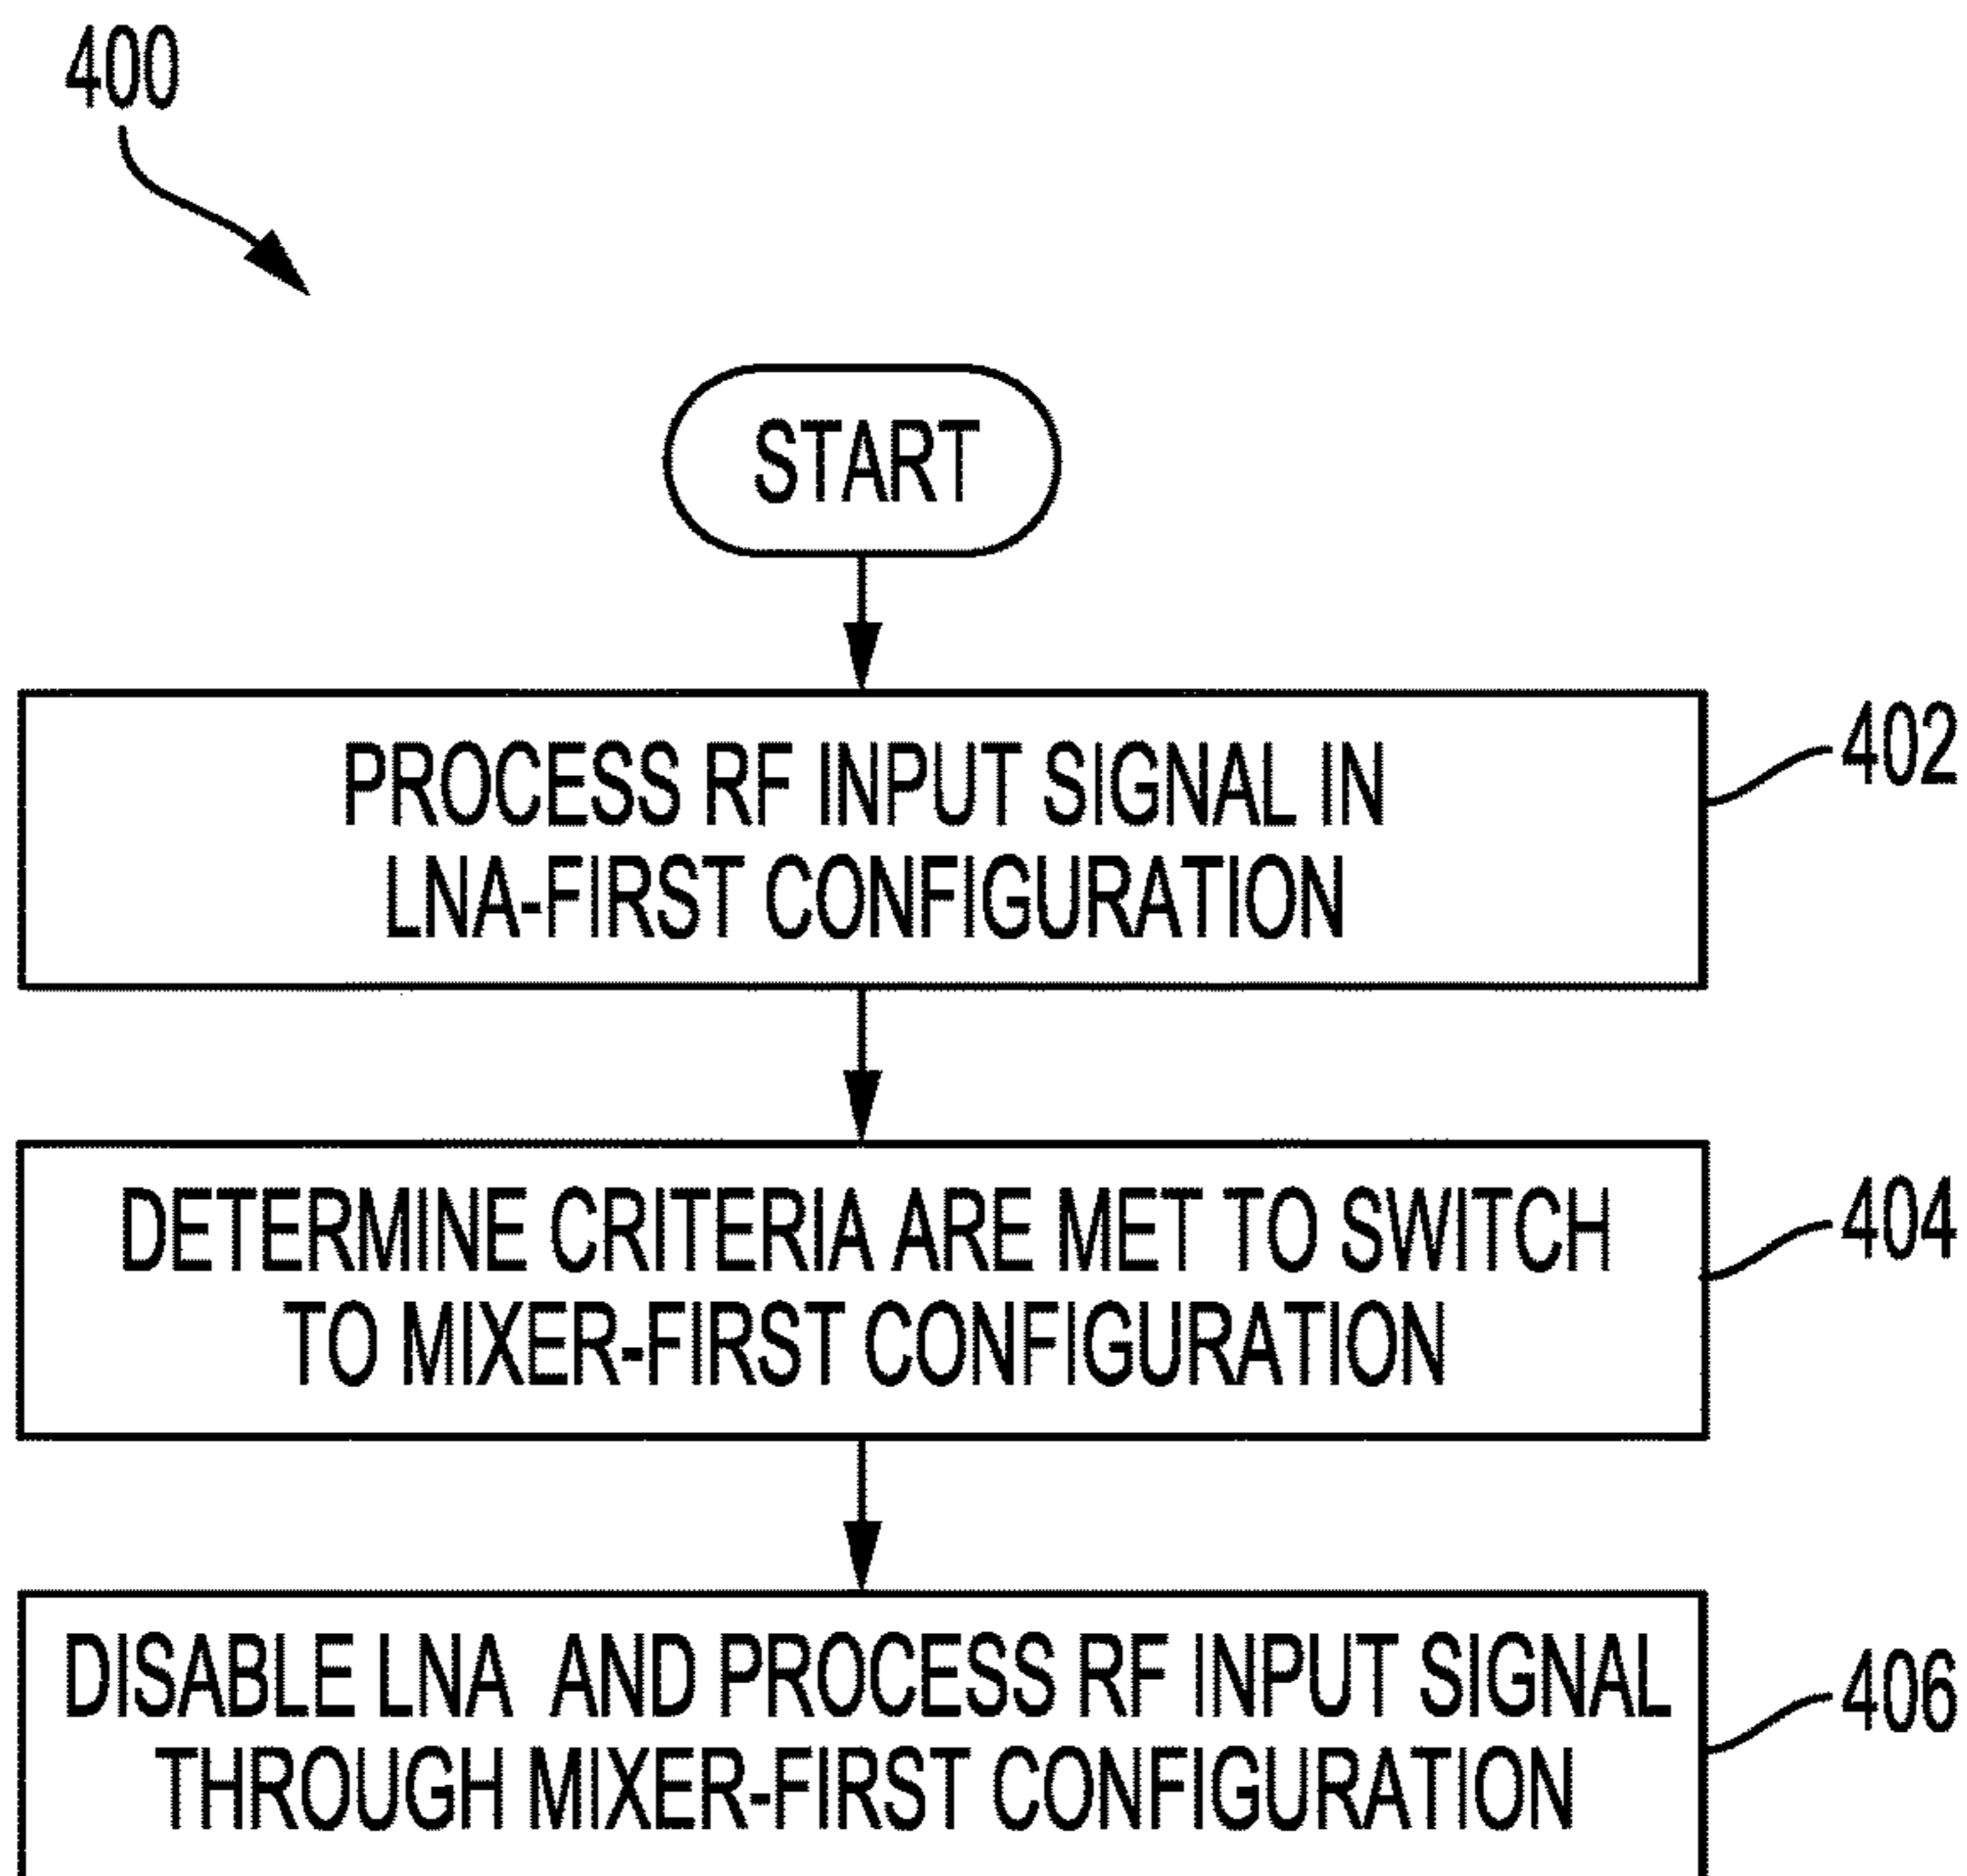 400
START
PROCESS RF INPUT SIGNAL IN
LNA-FIRST CONFIGURATION
402
DETERMINE CRITERIA ARE MET TO SWITCH
TO MIXER-FIRST CONFIGURATION
404
DISABLE LNA AND PROCESS RF INPUT SIGNAL
THROUGH MIXER-FIRST CONFIGURATION
406